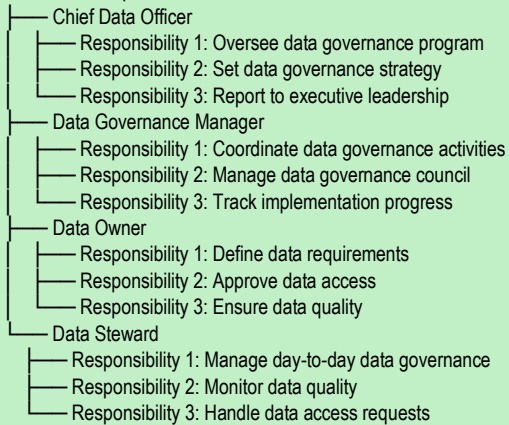 ├── Chief Data Officer
│ ├── Responsibility 1: Oversee data governance program
│ ├── Responsibility 2: Set data governance strategy
│ └── Responsibility 3: Report to executive leadership
├── Data Governance Manager
│ ├── Responsibility 1: Coordinate data governance activities
│ ├── Responsibility 2: Manage data governance council
│ └── Responsibility 3: Track implementation progress
├── Data Owner
│ ├── Responsibility 1: Define data requirements
│ ├── Responsibility 2: Approve data access
│ └── Responsibility 3: Ensure data quality
└── Data Steward
├── Responsibility 1: Manage day-to-day data governance
├── Responsibility 2: Monitor data quality
└── Responsibility 3: Handle data access requests